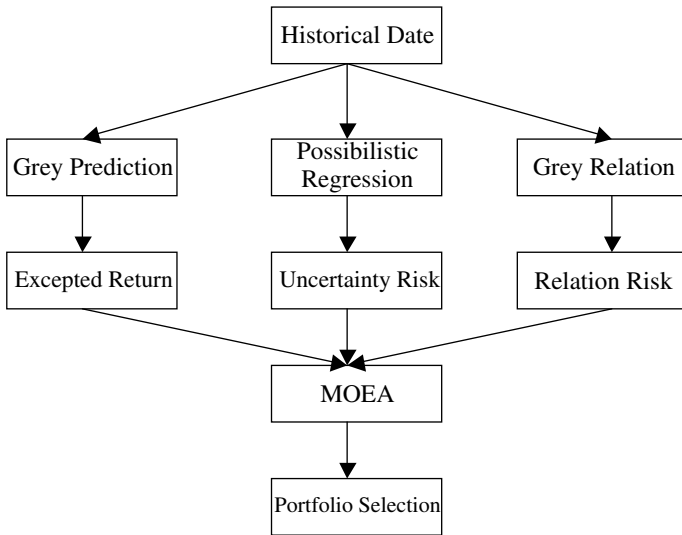 Historical Date
Grey Prediction
Possibilistic
Regression
Grey Relation
Excepted Return
Uncertainty Risk
Relation Risk
MOEA
Portfolio Selection